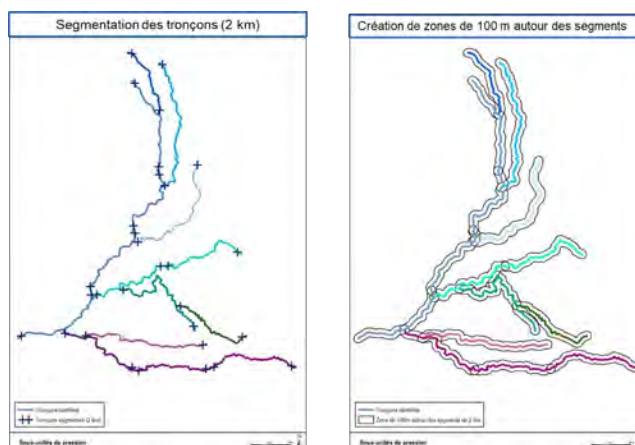 Segmentation des tronçons (2 km)
Création de zones de 100 m autour des segments
Tronçons identifiés
Tronçons segmentés (2 km)
Sous-unités de pression
Tronçons identifiés
Zone de 100m autour des segments de 2 km
Sous-unités de pression